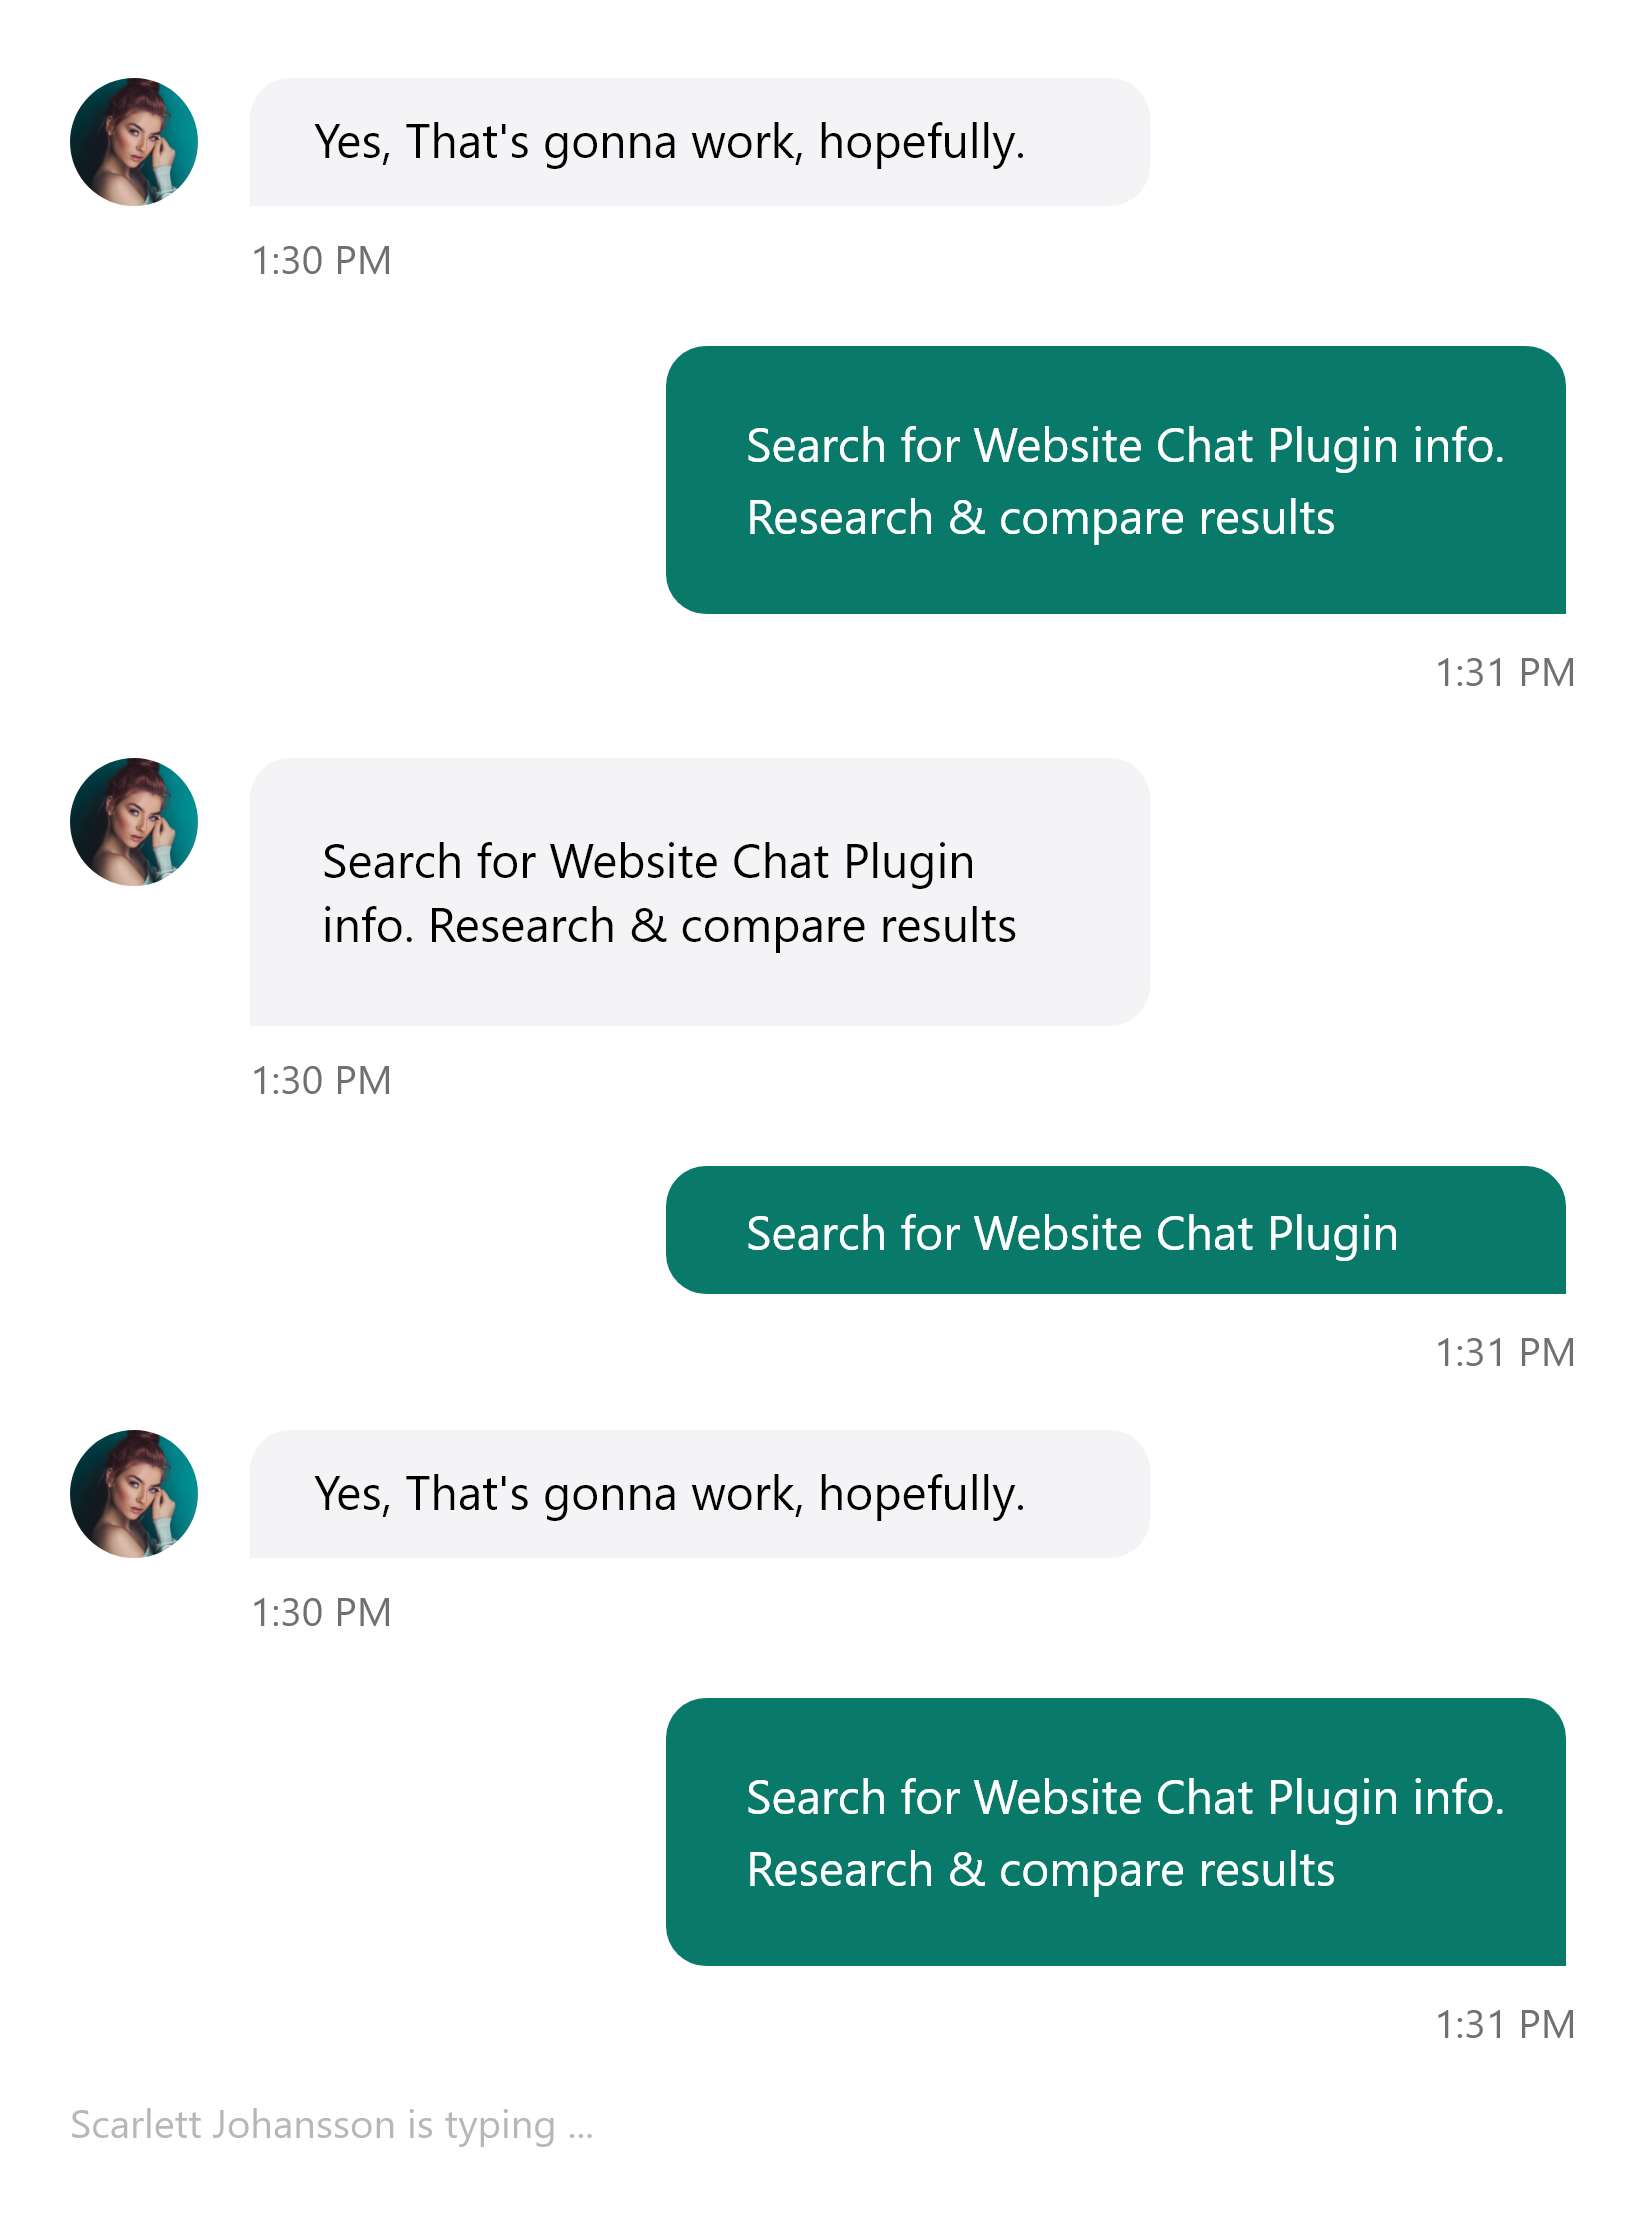 Yes, That's gonna work, hopefully.
1:30 PM
Search for Website Chat Plugin info.
Research & compare results
1:31 PM
Search for Website Chat Plugin
info. Research & compare results
1:30 PM
Search for Website Chat Plugin
1:31 PM
Yes, That's gonna work, hopefully.
1:30 PM
Search for Website Chat Plugin info.
Research & compare results
1:31 PM
Scarlett Johansson is typing ...